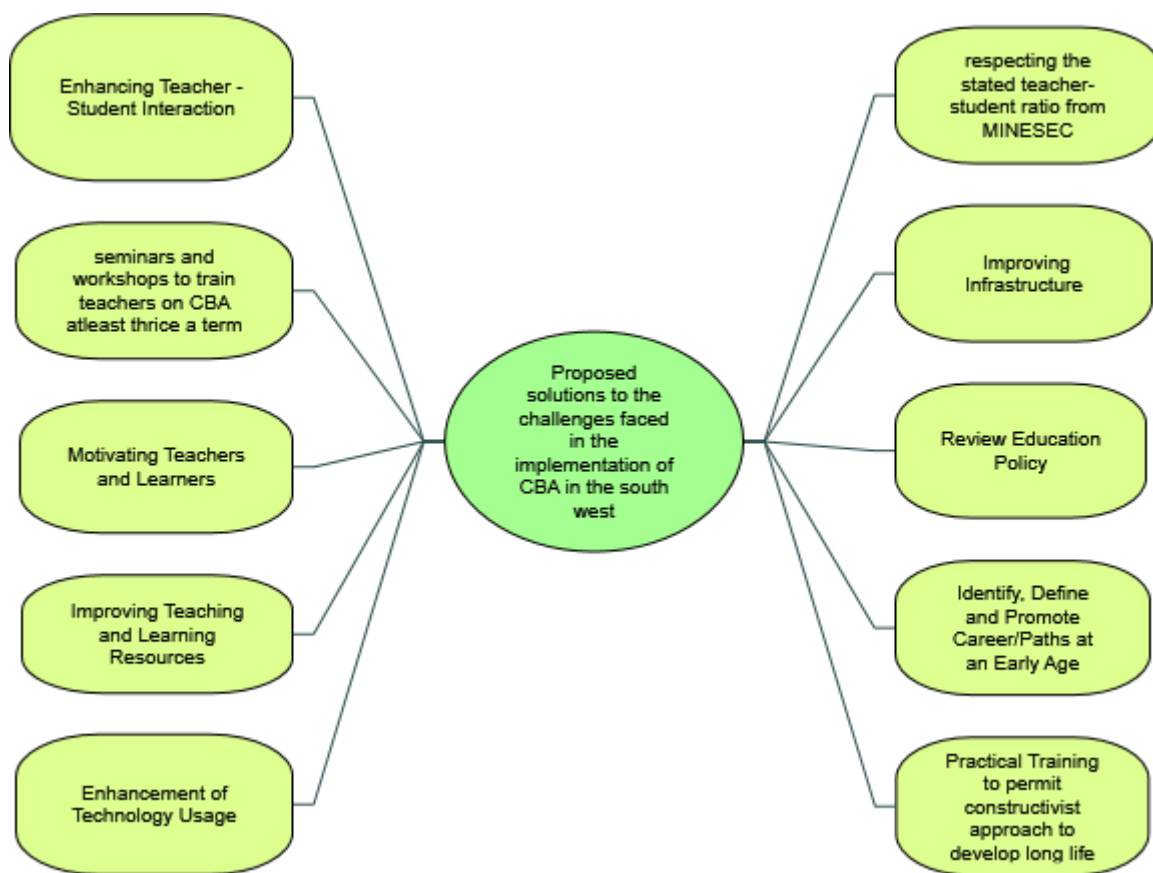 Enhancing Teacher -
Student Interaction
seminars and
workshops to train
teachers on CBA
atleast thrice a term
Motivating Teachers
and Learners
Improving Teaching
and Learning
Resources
Enhancement of
Technology Usage
Proposed
solutions to the
challenges faced
in the
implementation of
CBA in the south
west
respecting the
stated teacher-
student ratio from
MINESEC
Improving
Infrastructure
Review Education
Policy
Identify, Define
and Promote
Career/Paths at
an Early Age
Practical Training
to permit
constructivist
approach to
develop long life